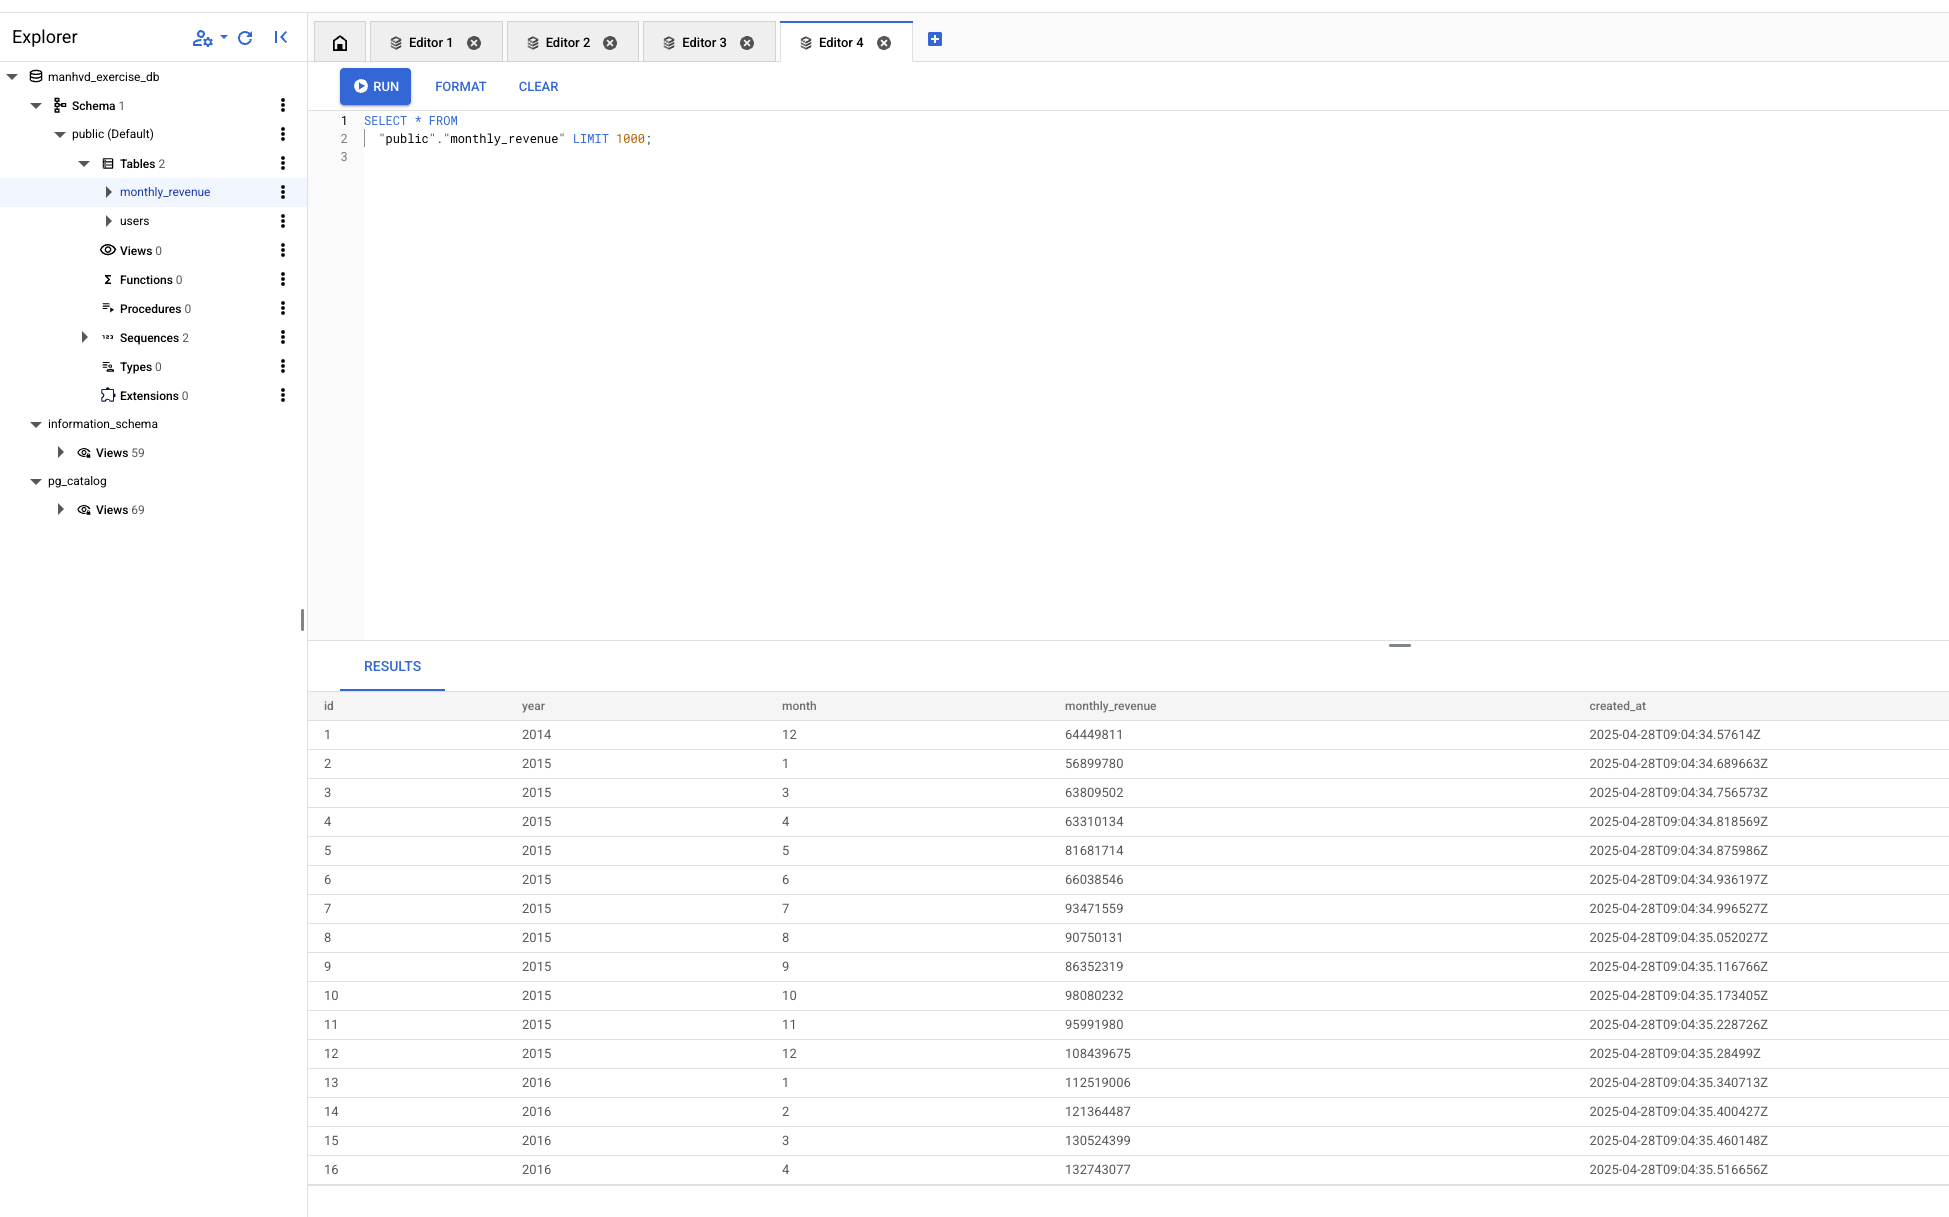 Explorer
manhvd_exercise_db
Schema 1
public (Default)
Tables 2
monthly_revenue
users
Views 0
Functions 0
Procedures 0
123 Sequences 2
Types 0
Extensions 0
information_schema
Views 59
pg_catalog
Views 69
Editor 1 Editor 2 Editor 3 Editor 4
RUN FORMAT CLEAR
1 SELECT * FROM
2 "public"."monthly_revenue" LIMIT 1000;
3
RESULTS
id year month monthly_revenue created_at
1 2014 12 64449811 2025-04-28T09:04:34.57614Z
2 2015 1 56899780 2025-04-28T09:04:34.689663Z
3 2015 3 63809502 2025-04-28T09:04:34.756573Z
4 2015 4 63310134 2025-04-28T09:04:34.818569Z
5 2015 5 81681714 2025-04-28T09:04:34.875986Z
6 2015 6 66038546 2025-04-28T09:04:34.936197Z
7 2015 7 93471559 2025-04-28T09:04:34.996527Z
8 2015 8 90750131 2025-04-28T09:04:35.052027Z
9 2015 9 86352319 2025-04-28T09:04:35.116766Z
10 2015 10 98080232 2025-04-28T09:04:35.173405Z
11 2015 11 95991980 2025-04-28T09:04:35.228726Z
12 2015 12 108439675 2025-04-28T09:04:35.28499Z
13 2016 1 112519006 2025-04-28T09:04:35.340713Z
14 2016 2 121364487 2025-04-28T09:04:35.400427Z
15 2016 3 130524399 2025-04-28T09:04:35.460148Z
16 2016 4 132743077 2025-04-28T09:04:35.516656Z